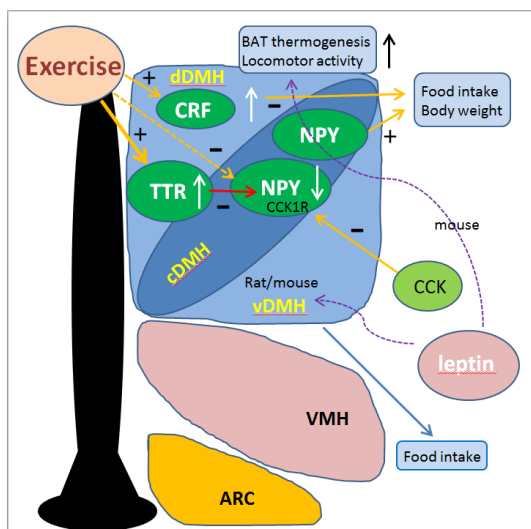 BAT thermogenesis
Locomotor activity
Exercise
+
dDMH
CRF
-
Food intake
Body weight
+
-
NPY
+
TTR
NPY
CCK1R
-
-
mouse
cDMH
Rat/mouse
vDMH
CCK
leptin
VMH
Food intake
ARC